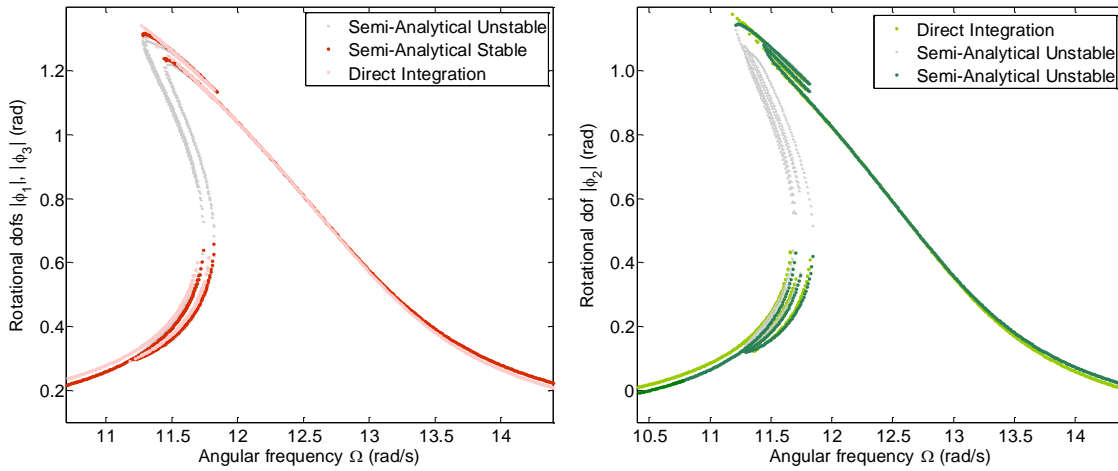 Semi-Analytical Unstable
Semi-Analytical Stable
Direct Integration
1.2
1
0.8
0.6
0.4
0.2
Rotational dofs |ϕ₁|, |ϕ₃| (rad)
11
11.5
12
12.5
13
13.5
14
Angular frequency Ω (rad/s)
Direct Integration
Semi-Analytical Unstable
Semi-Analytical Unstable
1
0.8
0.6
0.4
0.2
0
Rotational dof |ϕ₂| (rad)
10.5
11
11.5
12
12.5
13
13.5
14
Angular frequency Ω (rad/s)